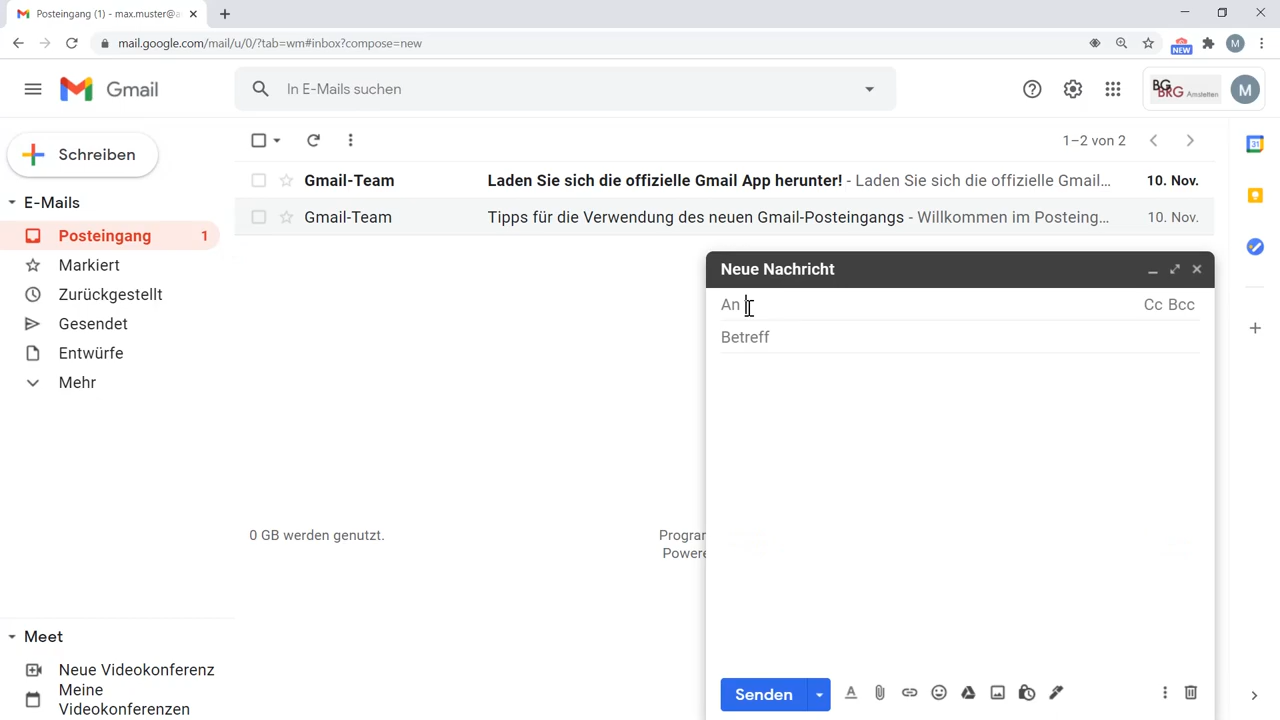 Posteingang (1) - max.muster@a
mail.google.com/mail/u/0/?tab=wm#inbox?compose=new
NEW
M
Gmail
In E-Mails suchen
BG
BRG Amstetten
M
Schreiben
1–2 von 2
31
Gmail-Team Laden Sie sich die offizielle Gmail App herunter! - Laden Sie sich die offizielle Gmail... 10. Nov.
Gmail-Team Tipps für die Verwendung des neuen Gmail-Posteingangs - Willkommen im Posteing... 10. Nov.
E-Mails
Posteingang 1
Markiert
Zurückgestellt
Gesendet
Entwürfe
Mehr
Neue Nachricht
An Cc Bcc
Betreff
0 GB werden genutzt.
Progra
Power
Senden
Meet
Neue Videokonferenz
Meine
Videokonferenzen